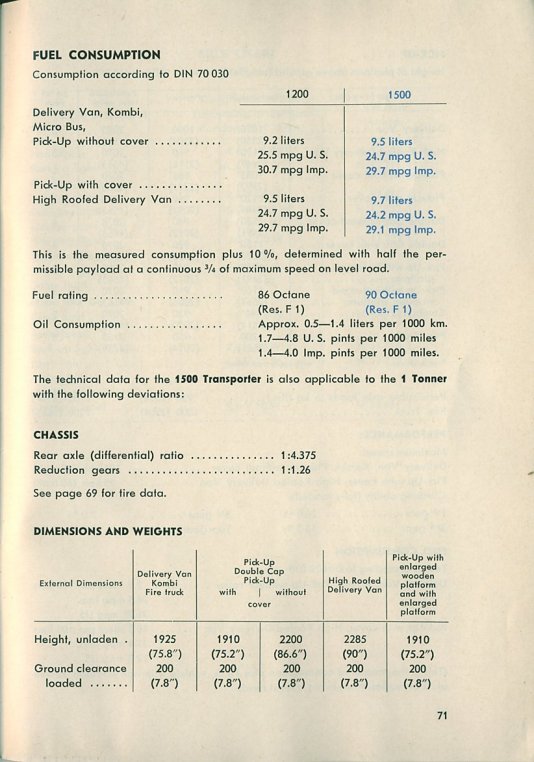 FUEL CONSUMPTION
Consumption according to DIN 70 030
1200 | 1500
Delivery Van, Kombi,
Micro Bus,
Pick-Up without cover ............ 9.2 liters 9.5 liters
25.5 mpg U. S. 24.7 mpg U. S.
30.7 mpg Imp. 29.7 mpg Imp.
Pick-Up with cover ...............
High Roofed Delivery Van ........ 9.5 liters 9.7 liters
24.7 mpg U. S. 24.2 mpg U. S.
29.7 mpg Imp. 29.1 mpg Imp.
This is the measured consumption plus 10 %, determined with half the per-
missible payload at a continuous ¾ of maximum speed on level road.
Fuel rating ....................... 86 Octane 90 Octane
(Res. F 1) (Res. F 1)
Oil Consumption ................. Approx. 0.5—1.4 liters per 1000 km.
1.7—4.8 U. S. pints per 1000 miles
1.4—4.0 Imp. pints per 1000 miles.
The technical data for the 1500 Transporter is also applicable to the 1 Tonner
with the following deviations:
CHASSIS
Rear axle (differential) ratio ............... 1:4.375
Reduction gears .......................... 1:1.26
See page 69 for tire data.
DIMENSIONS AND WEIGHTS
External Dimensions
Delivery Van
Kombi
Fire truck
Pick-Up
Double Cap
Pick-Up
with | without
cover
High Roofed
Delivery Van
Pick-Up with
enlarged
wooden
platform
and with
enlarged
platform
Height, unladen . 1925 1910 2200 2285 1910
(75.8″) (75.2″) (86.6″) (90″) (75.2″)
Ground clearance 200 200 200 200 200
loaded ....... (7.8″) (7.8″) (7.8″) (7.8″) (7.8″)
71